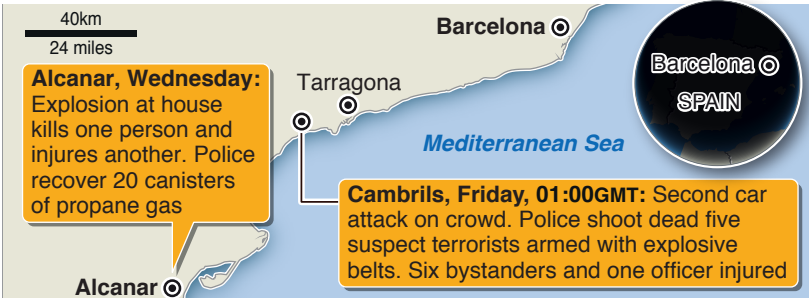 40km
24 miles
Barcelona
Barcelona
SPAIN
Alcanar, Wednesday:
Explosion at house
kills one person and
injures another. Police
recover 20 canisters
of propane gas
Tarragona
Mediterranean Sea
Cambrils, Friday, 01:00GMT: Second car
attack on crowd. Police shoot dead five
suspect terrorists armed with explosive
belts. Six bystanders and one officer injured
Alcanar